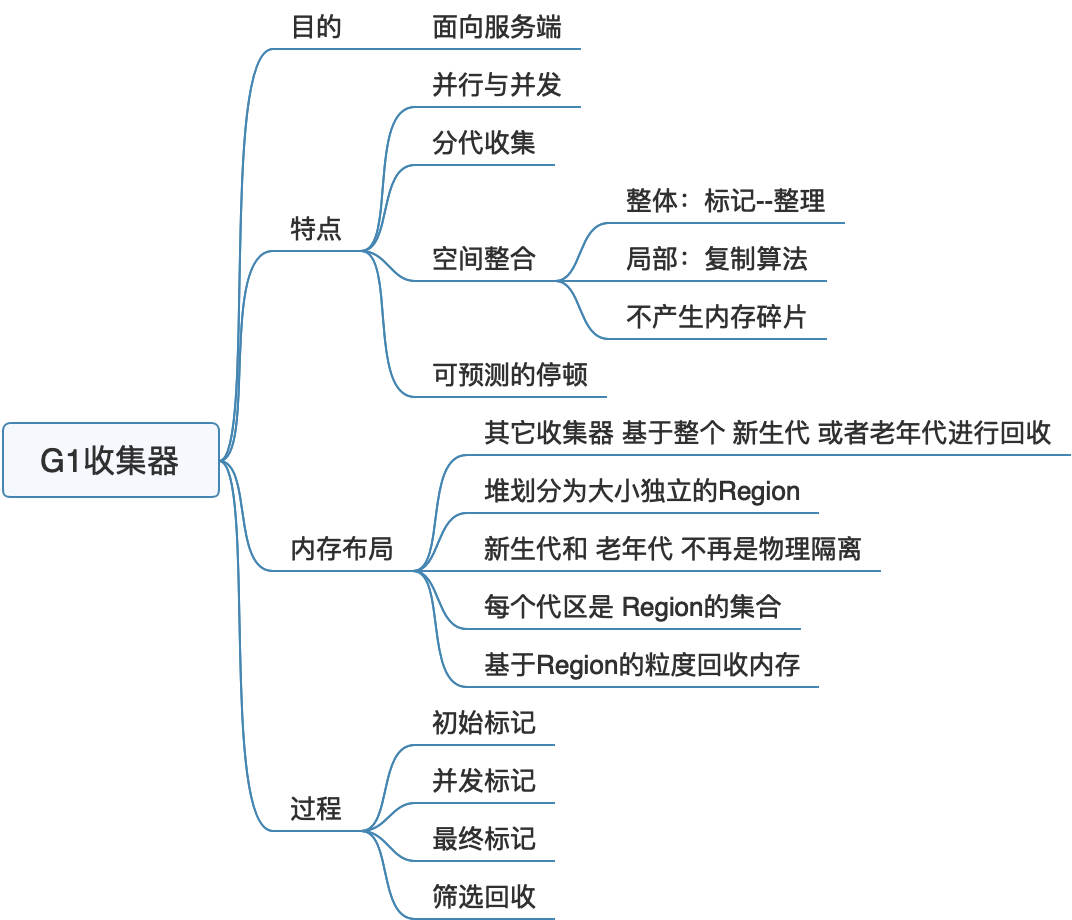 目的
面向服务端
并行与并发
分代收集
整体：标记--整理
特点
空间整合
局部：复制算法
不产生内存碎片
可预测的停顿
其它收集器 基于整个 新生代 或者老年代进行回收
G1收集器
堆划分为大小独立的Region
内存布局
新生代和 老年代 不再是物理隔离
每个代区是 Region的集合
基于Region的粒度回收内存
初始标记
并发标记
过程
最终标记
筛选回收